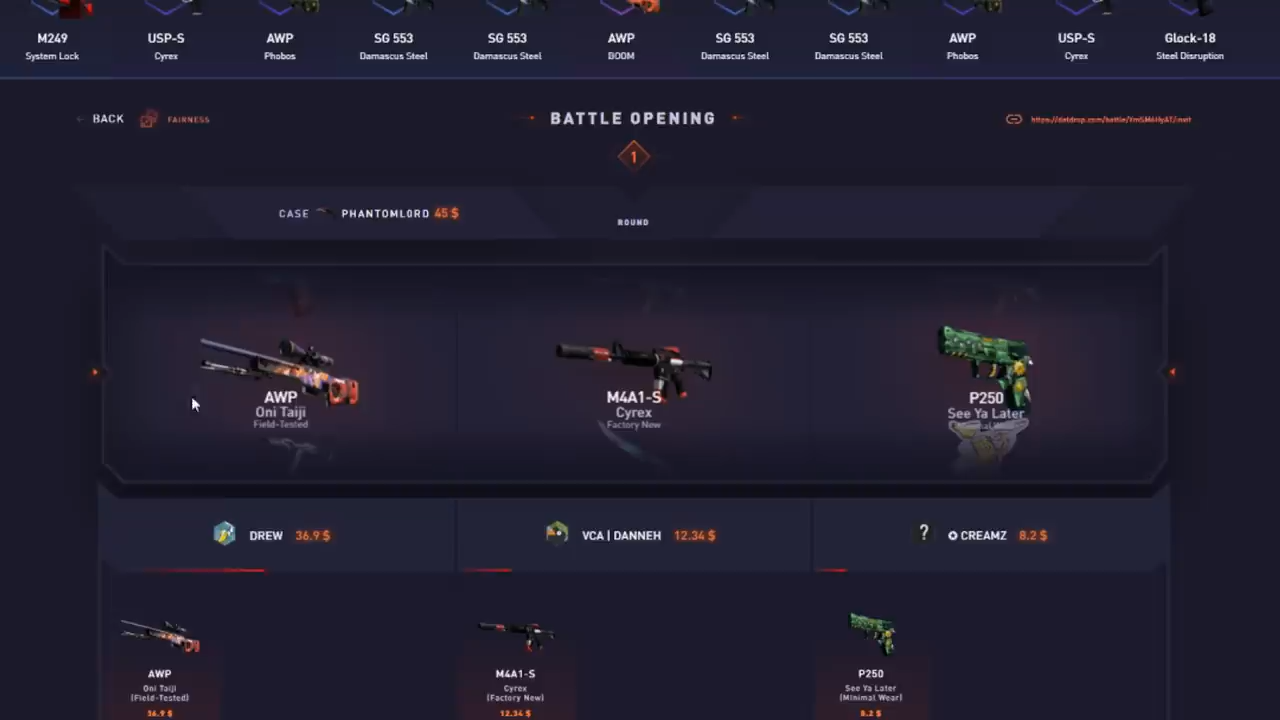 M249 USP-S AWP SG 553 SG 553 AWP SG 553 SG 553 AWP USP-S Glock-18
System Lock Cyrex Phobos Damascus Steel Damascus Steel BOOM Damascus Steel Damascus Steel Phobos Cyrex Steel Disruption
← BACK FAIRNESS BATTLE OPENING
1
CASE PHANTOML0RD 45 $
ROUND
AWP M4A1-S P250
Oni Taiji Cyrex See Ya Later
Field-Tested Factory New
DREW 36.9 $ VCA | DANNEH 12.34 $ ? CREAMZ 8.2 $
AWP M4A1-S P250
Oni Taiji Cyrex See Ya Later
(Field-Tested) (Factory New) (Minimal Wear)
36.9 $ 12.34 $ 8.2 $